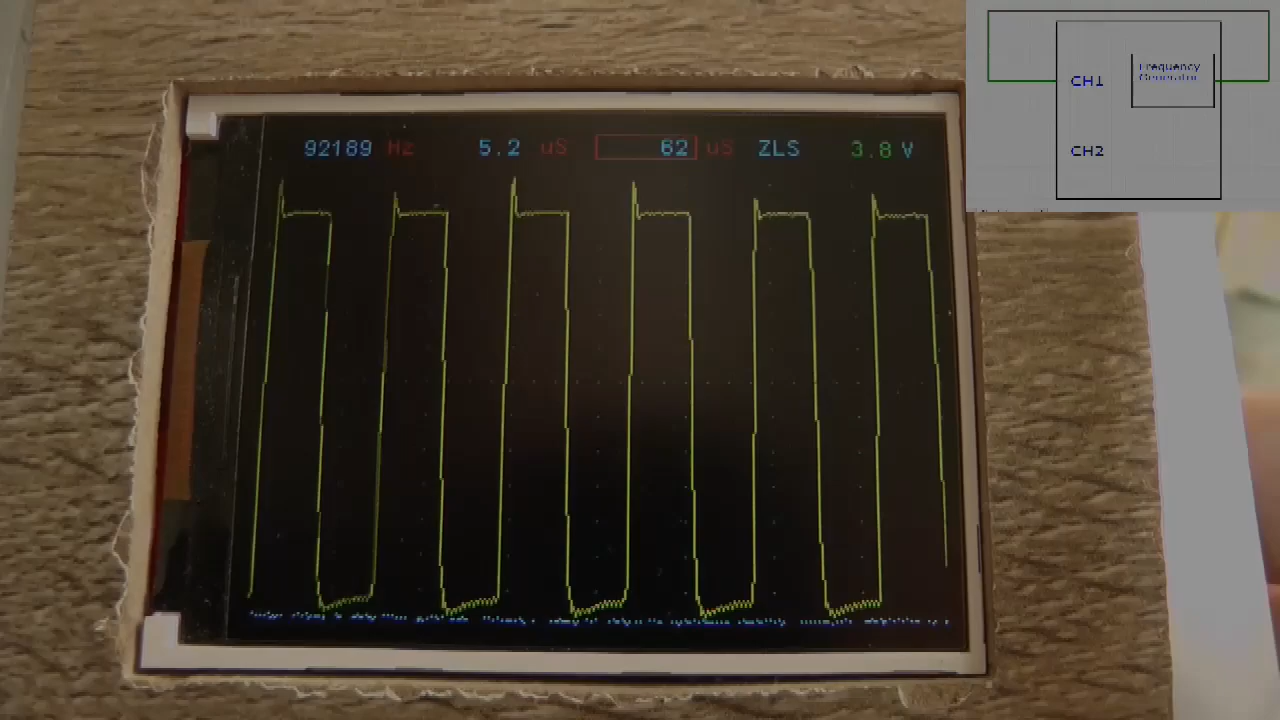 92189 Hz 5.2 uS 62 uS ZLS 3.8 V
Frequency
Generator
CH1
CH2